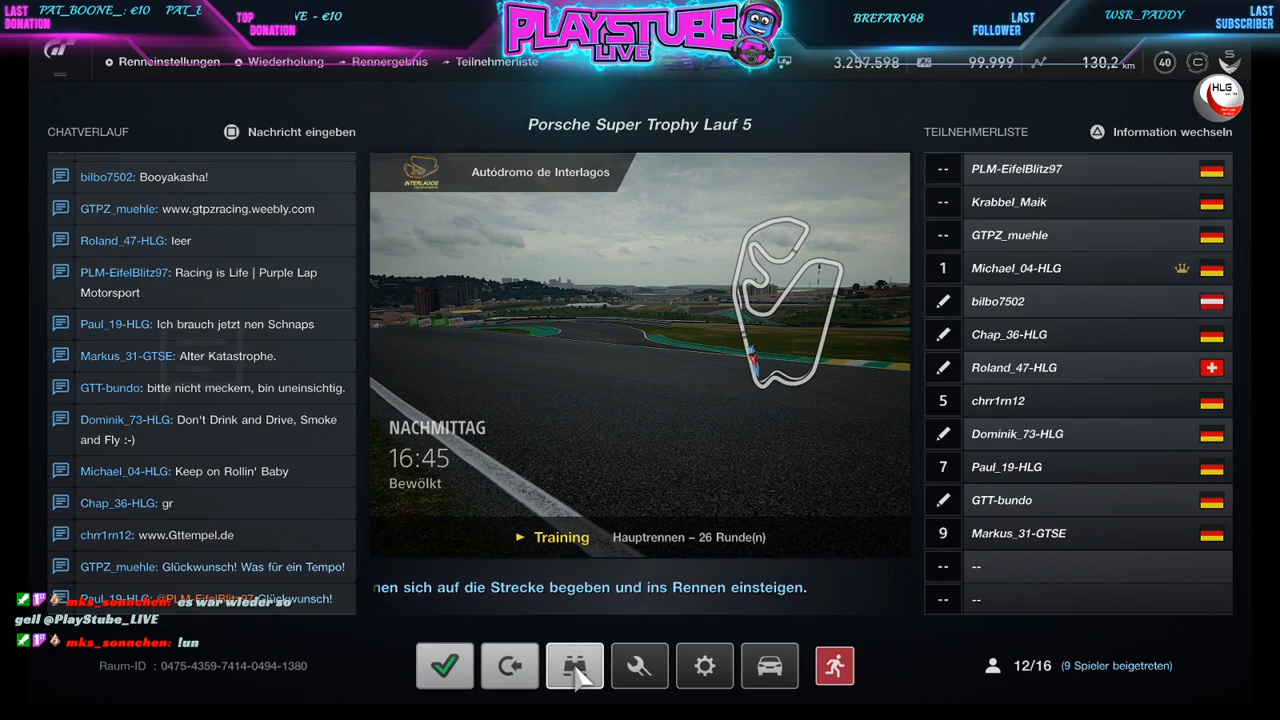 LAST
DONATION
PAT_BOONE_: €10
TOP
DONATION
- €10
PLAYSTUBE
LIVE
BREFARY88
LAST
FOLLOWER
WSR_PADDY
LAST
SUBSCRIBER
Renneinstellungen
Wiederholung
Rennergebnis
Teilnehmerliste
3.257.598
99.999
130,2 km
40
C
S
HLG
CHATVERLAUF
Nachricht eingeben
Porsche Super Trophy Lauf 5
TEILNEHMERLISTE
Information wechseln
bilbo7502: Booyakasha!
GTPZ_muehle: www.gtpzracing.weebly.com
Roland_47-HLG: leer
PLM-EifelBlitz97: Racing is Life | Purple Lap
Motorsport
Paul_19-HLG: Ich brauch jetzt nen Schnaps
Markus_31-GTSE: Alter Katastrophe.
GTT-bundo: bitte nicht meckern, bin uneinsichtig.
Dominik_73-HLG: Don't Drink and Drive, Smoke
and Fly :-)
Michael_04-HLG: Keep on Rollin' Baby
Chap_36-HLG: gr
chrr1rn12: www.Gttempel.de
GTPZ_muehle: Glückwunsch! Was für ein Tempo!
Paul_19-HLG: @PLM-EifelBlitz97 Glückwunsch!
mks_sonnchen: es war wieder so
geil @PlayStube_LIVE
mks_sonnchen: !un
Raum-ID : 0475-4359-7414-0494-1380
INTERLAGOS
Autódromo de Interlagos
NACHMITTAG
16:45
Bewölkt
Training
Hauptrennen – 26 Runde(n)
nen sich auf die Strecke begeben und ins Rennen einsteigen.
-- PLM-EifelBlitz97
-- Krabbel_Maik
-- GTPZ_muehle
1 Michael_04-HLG
bilbo7502
Chap_36-HLG
Roland_47-HLG
5 chrr1rn12
Dominik_73-HLG
7 Paul_19-HLG
GTT-bundo
9 Markus_31-GTSE
-- --
-- --
12/16 (9 Spieler beigetreten)